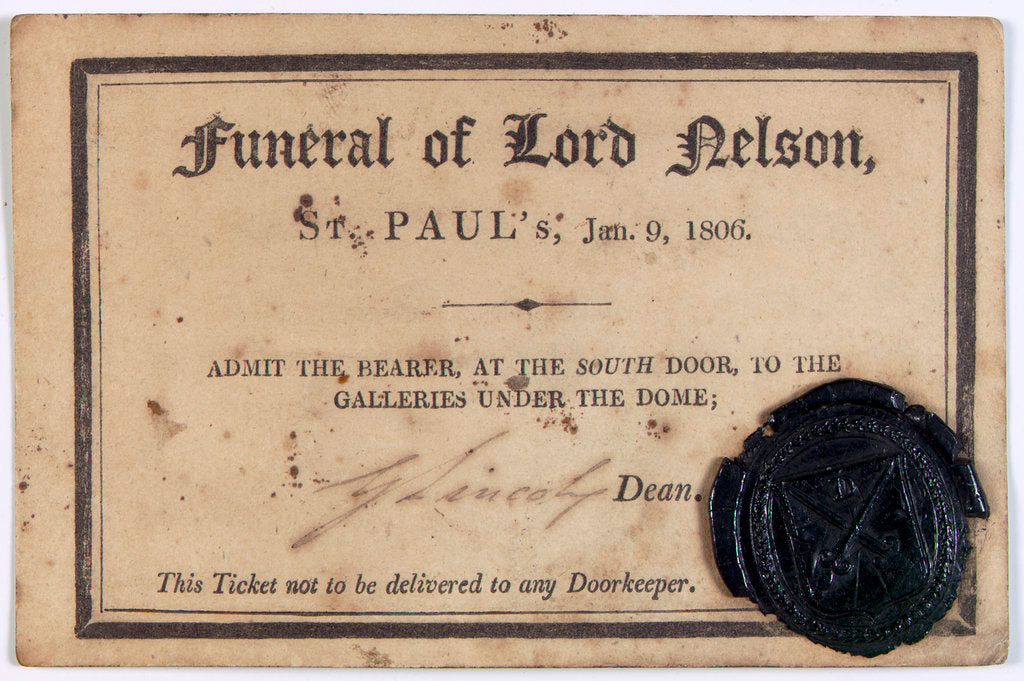 Funeral of Lord Nelson,
St. PAUL's, Jan. 9, 1806.
ADMIT THE BEARER, AT THE SOUTH DOOR, TO THE
GALLERIES UNDER THE DOME;
G Lincoln Dean.
D
This Ticket not to be delivered to any Doorkeeper.